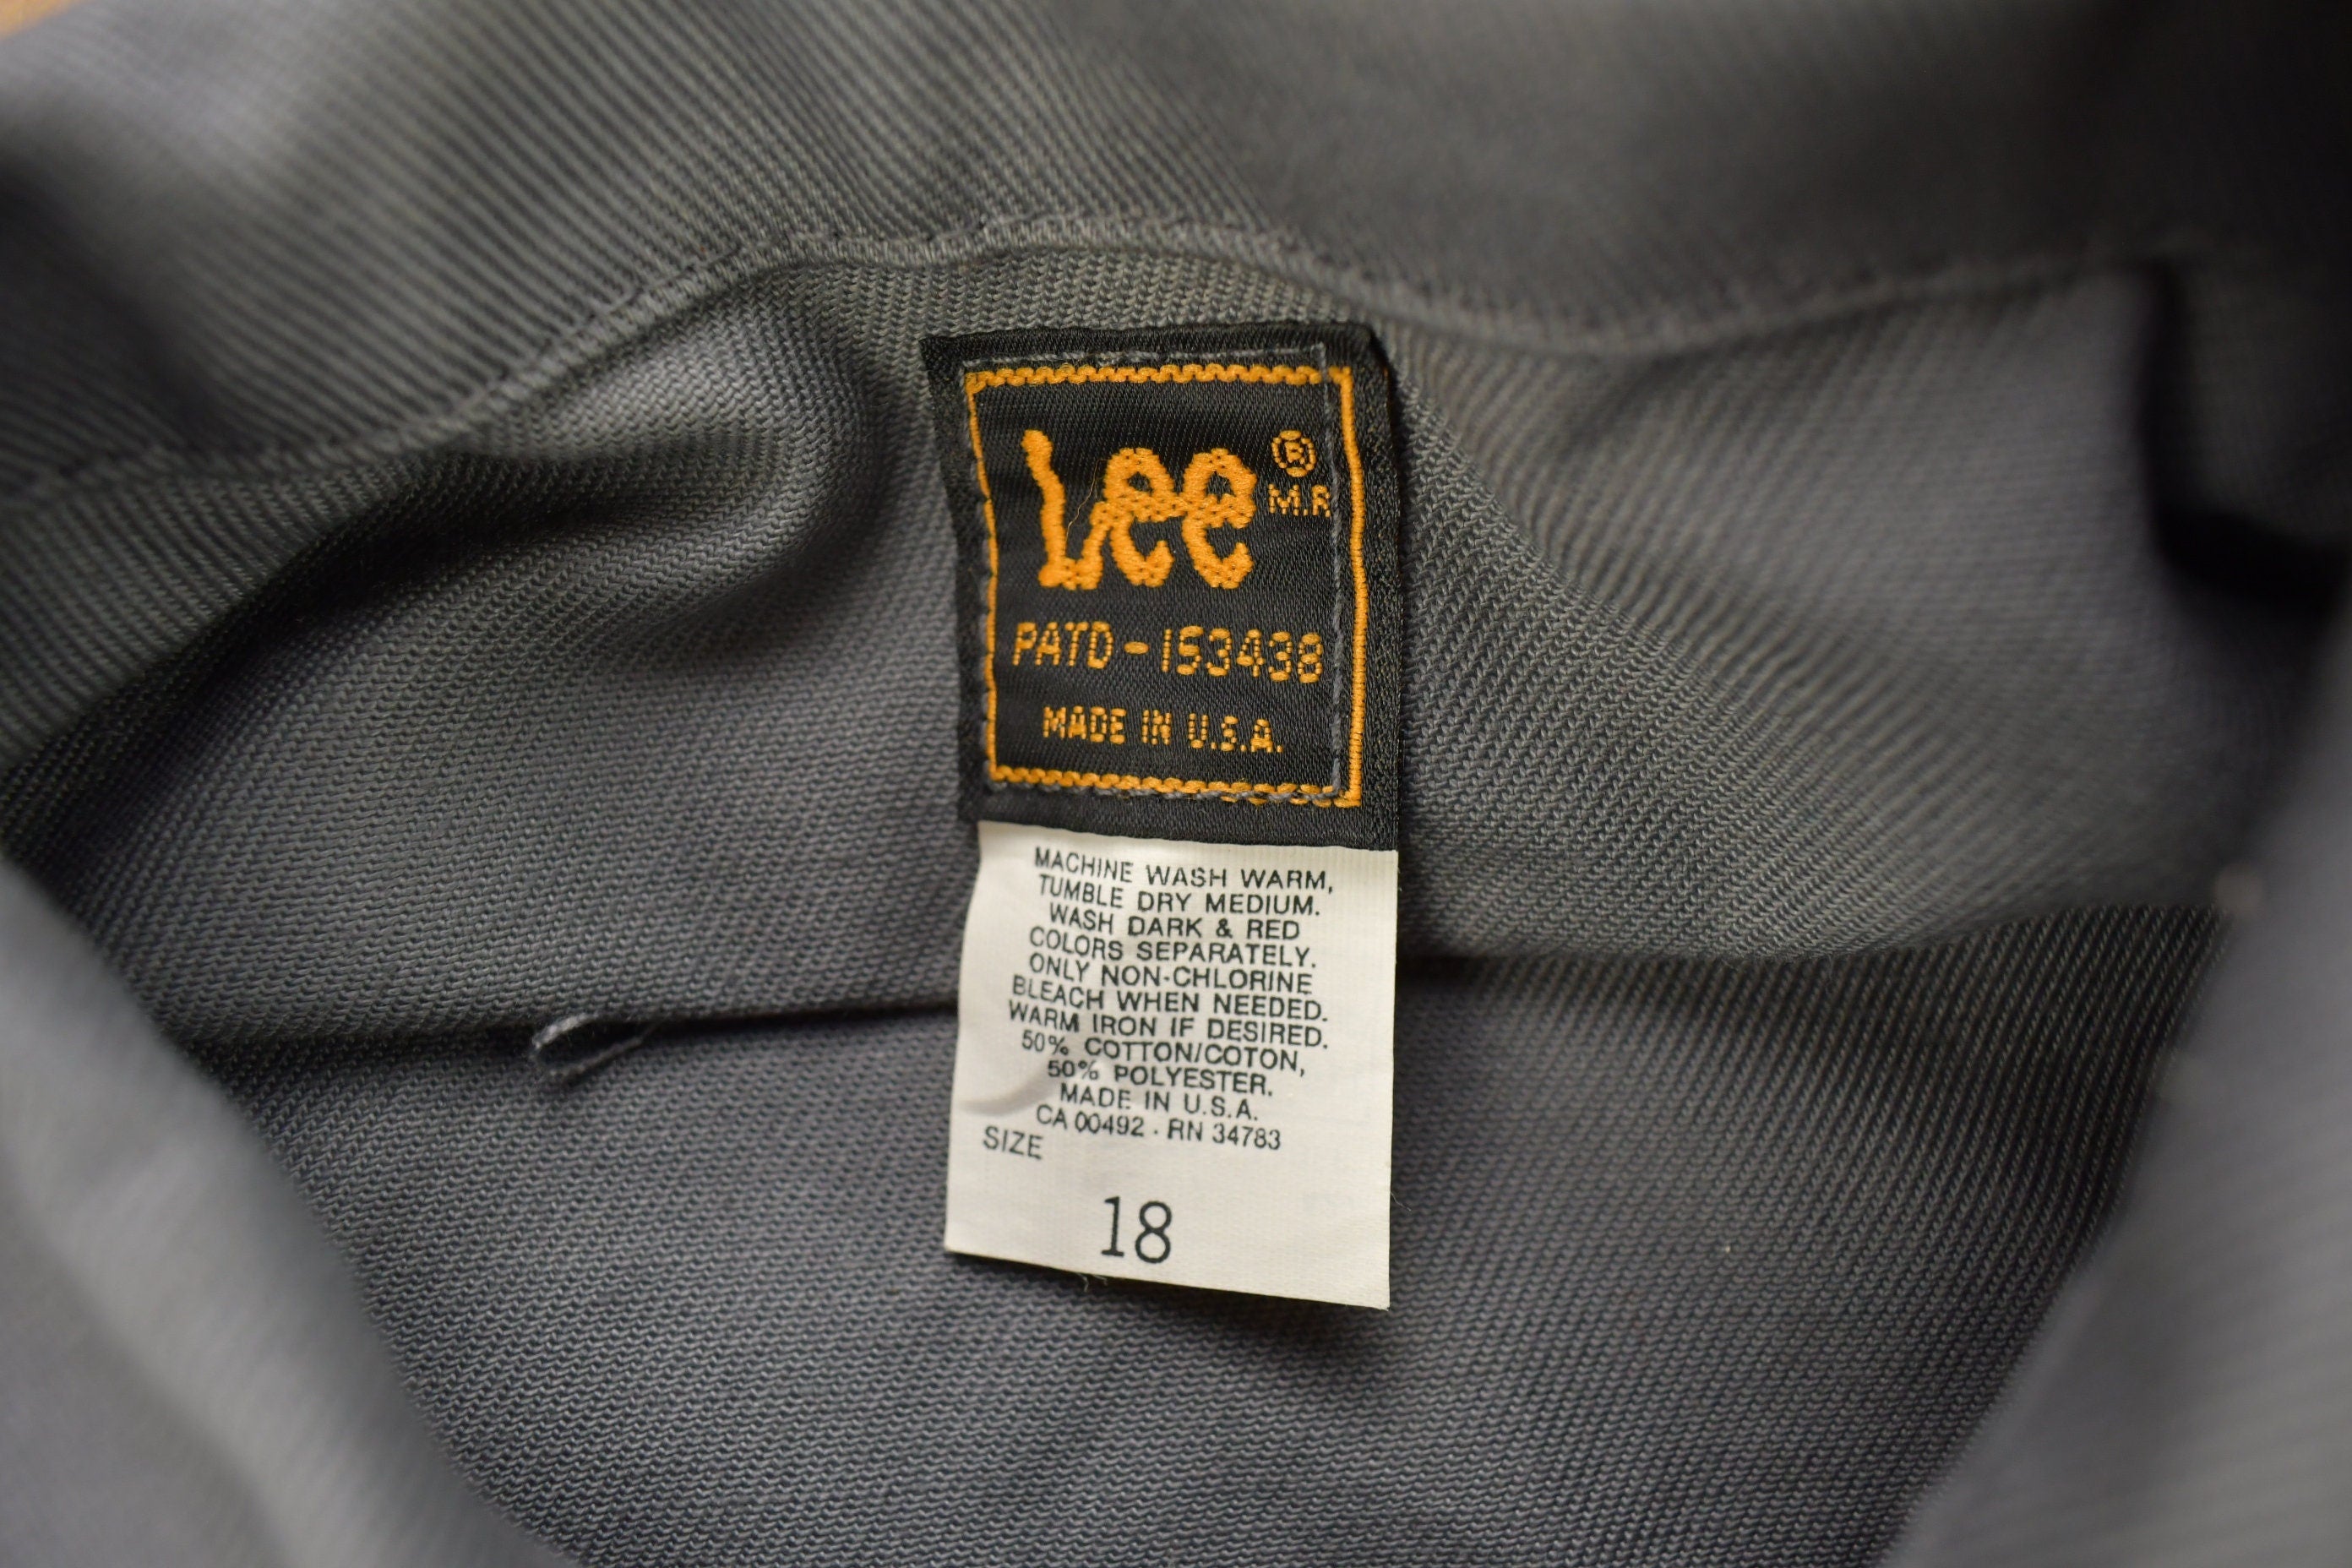 Lee ® M.R
PATD-153438
MADE IN U.S.A.
MACHINE WASH WARM,
TUMBLE DRY MEDIUM.
WASH DARK & RED
COLORS SEPARATELY.
ONLY NON-CHLORINE
BLEACH WHEN NEEDED.
WARM IRON IF DESIRED.
50% COTTON/COTON,
50% POLYESTER.
MADE IN U.S.A.
CA 00492 · RN 34783
SIZE
18